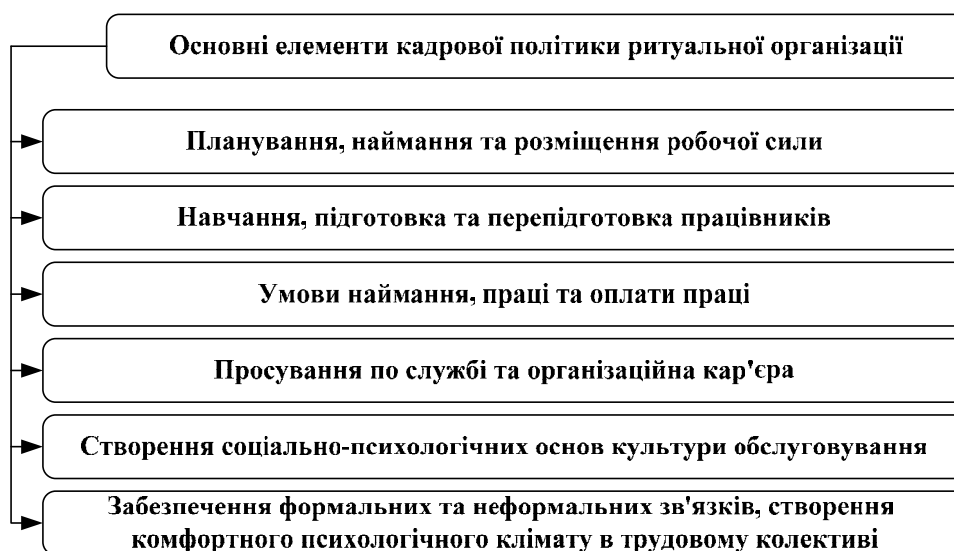 Основні елементи кадрової політики ритуальної організації
Планування, наймання та розміщення робочої сили
Навчання, підготовка та перепідготовка працівників
Умови наймання, праці та оплати праці
Просування по службі та організаційна кар'єра
Створення соціально-психологічних основ культури обслуговування
Забезпечення формальних та неформальних зв'язків, створення
комфортного психологічного клімату в трудовому колективі